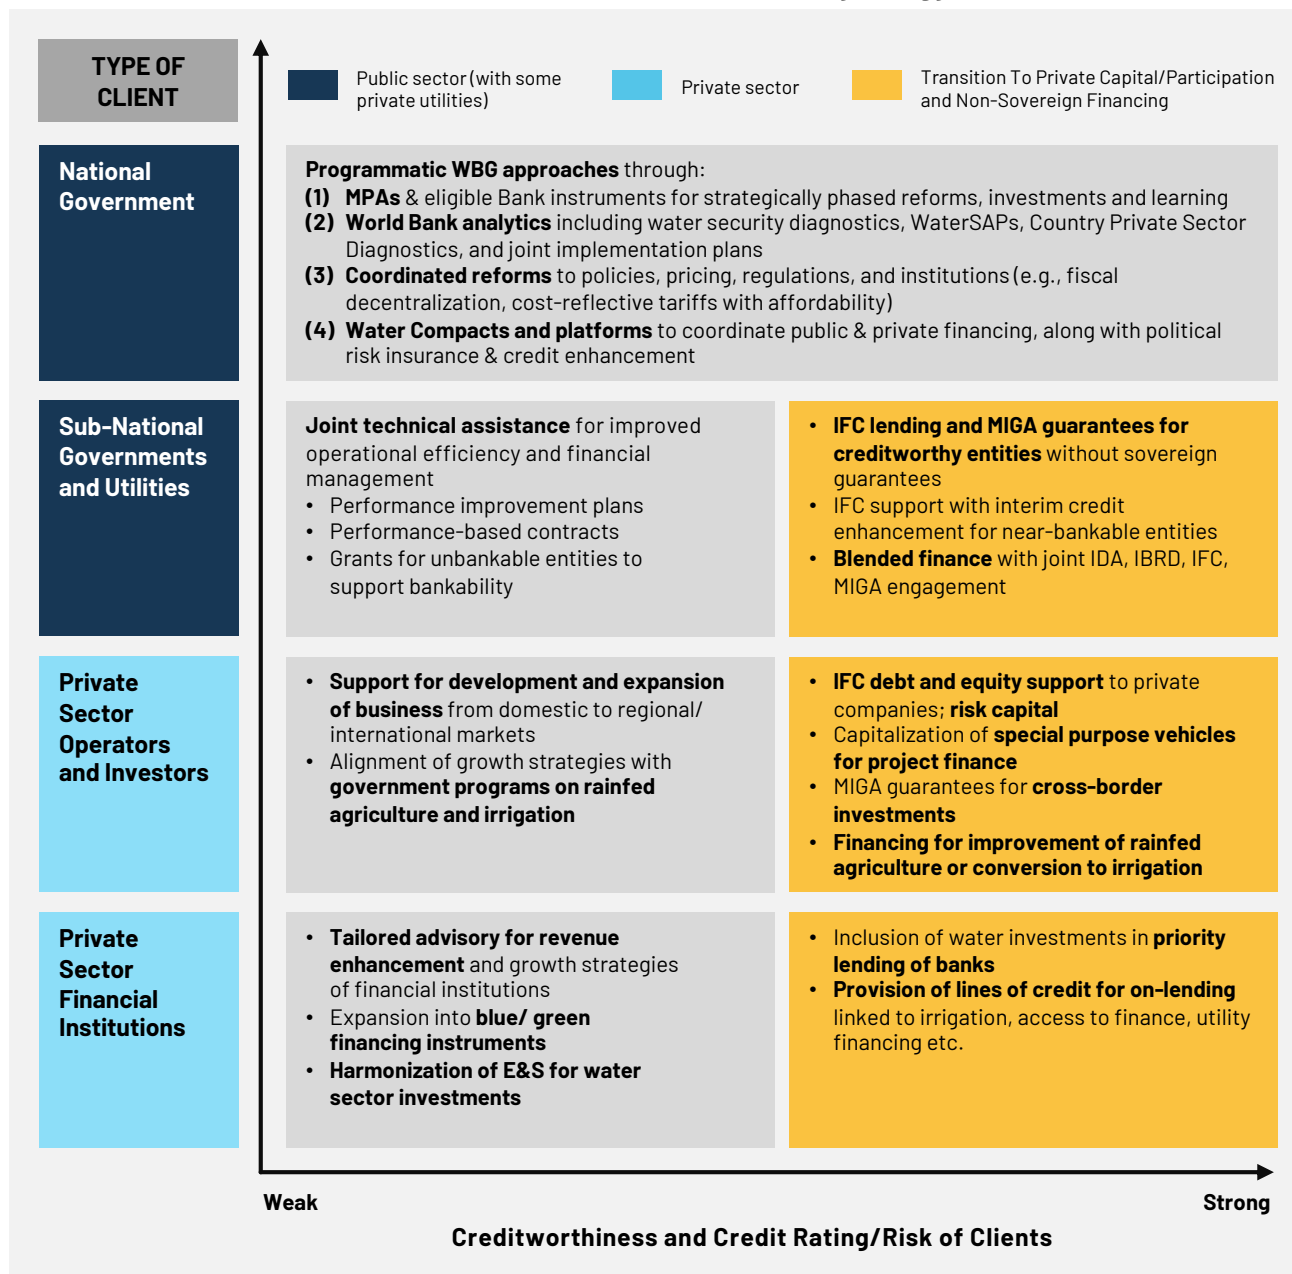 TYPE OF
CLIENT
Public sector (with some
private utilities)
Private sector
Transition To Private Capital/Participation
and Non-Sovereign Financing
National
Government
Programmatic WBG approaches through:
(1) MPAs & eligible Bank instruments for strategically phased reforms, investments and learning
(2) World Bank analytics including water security diagnostics, WaterSAPs, Country Private Sector
Diagnostics, and joint implementation plans
(3) Coordinated reforms to policies, pricing, regulations, and institutions (e.g., fiscal
decentralization, cost-reflective tariffs with affordability)
(4) Water Compacts and platforms to coordinate public & private financing, along with political
risk insurance & credit enhancement
Sub-National
Governments
and Utilities
Joint technical assistance for improved
operational efficiency and financial
management
• Performance improvement plans
• Performance-based contracts
• Grants for unbankable entities to
support bankability
• IFC lending and MIGA guarantees for
creditworthy entities without sovereign
guarantees
• IFC support with interim credit
enhancement for near-bankable entities
• Blended finance with joint IDA, IBRD, IFC,
MIGA engagement
Private
Sector
Operators
and Investors
• Support for development and expansion
of business from domestic to regional/
international markets
• Alignment of growth strategies with
government programs on rainfed
agriculture and irrigation
• IFC debt and equity support to private
companies; risk capital
• Capitalization of special purpose vehicles
for project finance
• MIGA guarantees for cross-border
investments
• Financing for improvement of rainfed
agriculture or conversion to irrigation
Private
Sector
Financial
Institutions
• Tailored advisory for revenue
enhancement and growth strategies
of financial institutions
• Expansion into blue/ green
financing instruments
• Harmonization of E&S for water
sector investments
• Inclusion of water investments in priority
lending of banks
• Provision of lines of credit for on-lending
linked to irrigation, access to finance, utility
financing etc.
Weak
Strong
Creditworthiness and Credit Rating/Risk of Clients